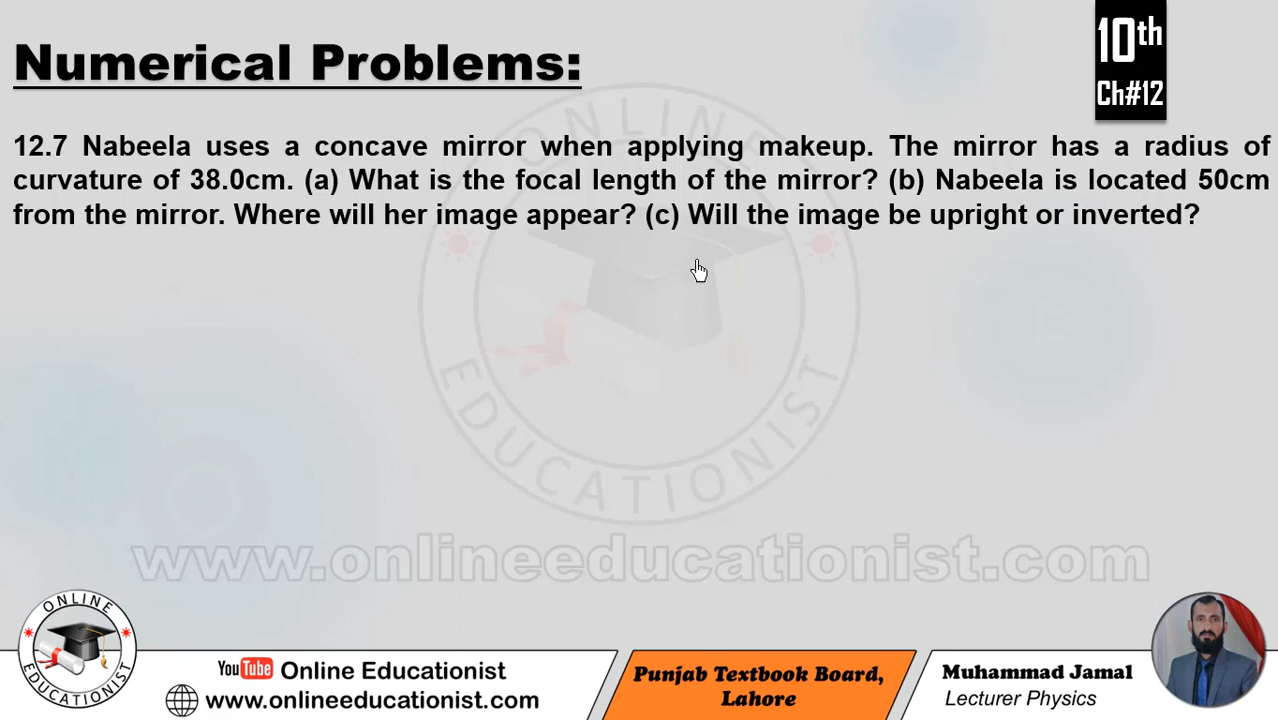 Numerical Problems:
10th
Ch#12
12.7 Nabeela uses a concave mirror when applying makeup. The mirror has a radius of
curvature of 38.0cm. (a) What is the focal length of the mirror? (b) Nabeela is located 50cm
from the mirror. Where will her image appear? (c) Will the image be upright or inverted?
ONLINE
EDUCATIONIST
www.onlineeducationist.com
ONLINE
EDUCATIONIST
YouTube Online Educationist
www.onlineeducationist.com
Punjab Textbook Board,
Lahore
Muhammad Jamal
Lecturer Physics